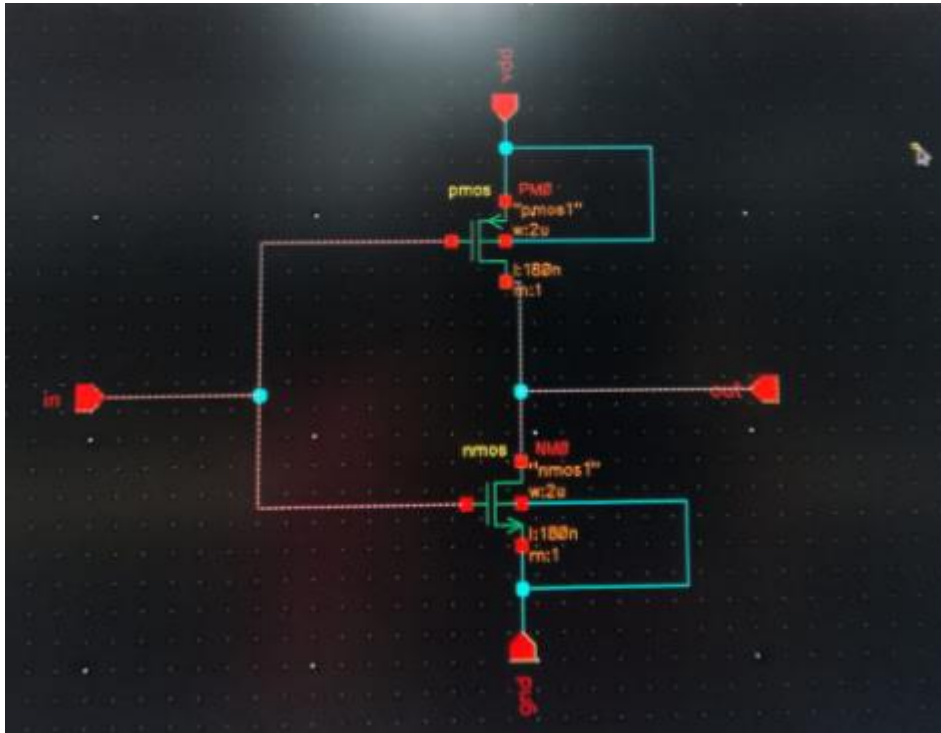 vdd
pmos
PM0
"pmos1"
w:2u
l:180n
m:1
in
out
nmos
NM0
"nmos1"
w:2u
l:180n
m:1
gnd